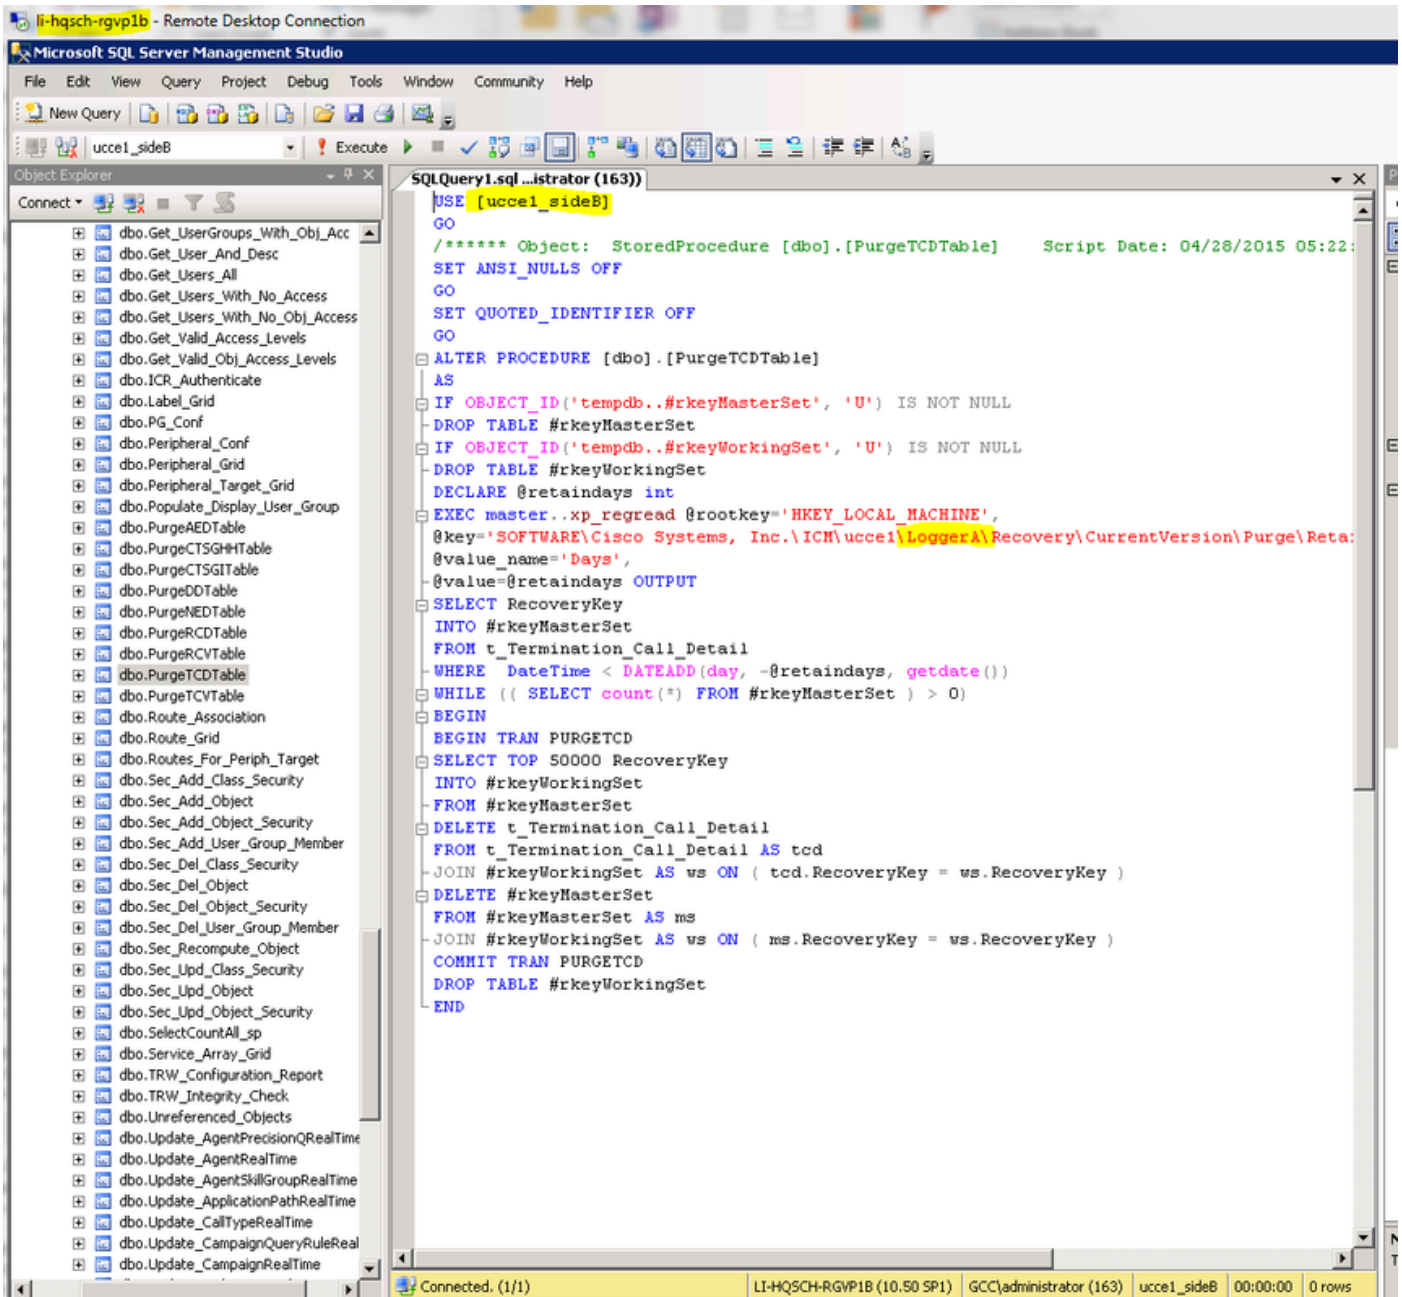 li-hqsch-rgvp1b - Remote Desktop Connection
Microsoft SQL Server Management Studio
File Edit View Query Project Debug Tools Window Community Help
New Query
ucce1_sideB Execute
Object Explorer
Connect
dbo.Get_UserGroups_With_Obj_Acc
dbo.Get_User_And_Desc
dbo.Get_Users_All
dbo.Get_Users_With_No_Access
dbo.Get_Users_With_No_Obj_Access
dbo.Get_Valid_Access_Levels
dbo.Get_Valid_Obj_Access_Levels
dbo.ICR_Authenticate
dbo.Label_Grid
dbo.PG_Conf
dbo.Peripheral_Conf
dbo.Peripheral_Grid
dbo.Peripheral_Target_Grid
dbo.Populate_Display_User_Group
dbo.PurgeAEDTable
dbo.PurgeCTSGHHTable
dbo.PurgeCTSGITable
dbo.PurgeDDTable
dbo.PurgeNEDTable
dbo.PurgeRCDTable
dbo.PurgeRCVTable
dbo.PurgeTCDTable
dbo.PurgeTCVTable
dbo.Route_Association
dbo.Route_Grid
dbo.Routes_For_Periph_Target
dbo.Sec_Add_Class_Security
dbo.Sec_Add_Object
dbo.Sec_Add_Object_Security
dbo.Sec_Add_User_Group_Member
dbo.Sec_Del_Class_Security
dbo.Sec_Del_Object
dbo.Sec_Del_Object_Security
dbo.Sec_Del_User_Group_Member
dbo.Sec_Recompute_Object
dbo.Sec_Upd_Class_Security
dbo.Sec_Upd_Object
dbo.Sec_Upd_Object_Security
dbo.SelectCountAll_sp
dbo.Service_Array_Grid
dbo.TRW_Configuration_Report
dbo.TRW_Integrity_Check
dbo.Unreferenced_Objects
dbo.Update_AgentPrecisionQRealTime
dbo.Update_AgentRealTime
dbo.Update_AgentSkillGroupRealTime
dbo.Update_ApplicationPathRealTime
dbo.Update_CallTypeRealTime
dbo.Update_CampaignQueryRuleReal
dbo.Update_CampaignRealTime
SQLQuery1.sql ...istrator (163))
USE [ucce1_sideB]
GO
/****** Object: StoredProcedure [dbo].[PurgeTCDTable] Script Date: 04/28/2015 05:22:
SET ANSI_NULLS OFF
GO
SET QUOTED_IDENTIFIER OFF
GO
ALTER PROCEDURE [dbo].[PurgeTCDTable]
AS
IF OBJECT_ID('tempdb..#rkeyMasterSet', 'U') IS NOT NULL
DROP TABLE #rkeyMasterSet
IF OBJECT_ID('tempdb..#rkeyWorkingSet', 'U') IS NOT NULL
DROP TABLE #rkeyWorkingSet
DECLARE @retaindays int
EXEC master..xp_regread @rootkey='HKEY_LOCAL_MACHINE',
@key='SOFTWARE\Cisco Systems, Inc.\ICM\ucce1\LoggerA\Recovery\CurrentVersion\Purge\Reta:
@value_name='Days',
@value=@retaindays OUTPUT
SELECT RecoveryKey
INTO #rkeyMasterSet
FROM t_Termination_Call_Detail
WHERE DateTime < DATEADD(day, -@retaindays, getdate())
WHILE (( SELECT count(*) FROM #rkeyMasterSet ) > 0)
BEGIN
BEGIN TRAN PURGETCD
SELECT TOP 50000 RecoveryKey
INTO #rkeyWorkingSet
FROM #rkeyMasterSet
DELETE t_Termination_Call_Detail
FROM t_Termination_Call_Detail AS tcd
JOIN #rkeyWorkingSet AS ws ON ( tcd.RecoveryKey = ws.RecoveryKey )
DELETE #rkeyMasterSet
FROM #rkeyMasterSet AS ms
JOIN #rkeyWorkingSet AS ws ON ( ms.RecoveryKey = ws.RecoveryKey )
COMMIT TRAN PURGETCD
DROP TABLE #rkeyWorkingSet
END
Connected. (1/1) LI-HQSCH-RGVP1B (10.50 SP1) GCC\administrator (163) ucce1_sideB 00:00:00 0 rows